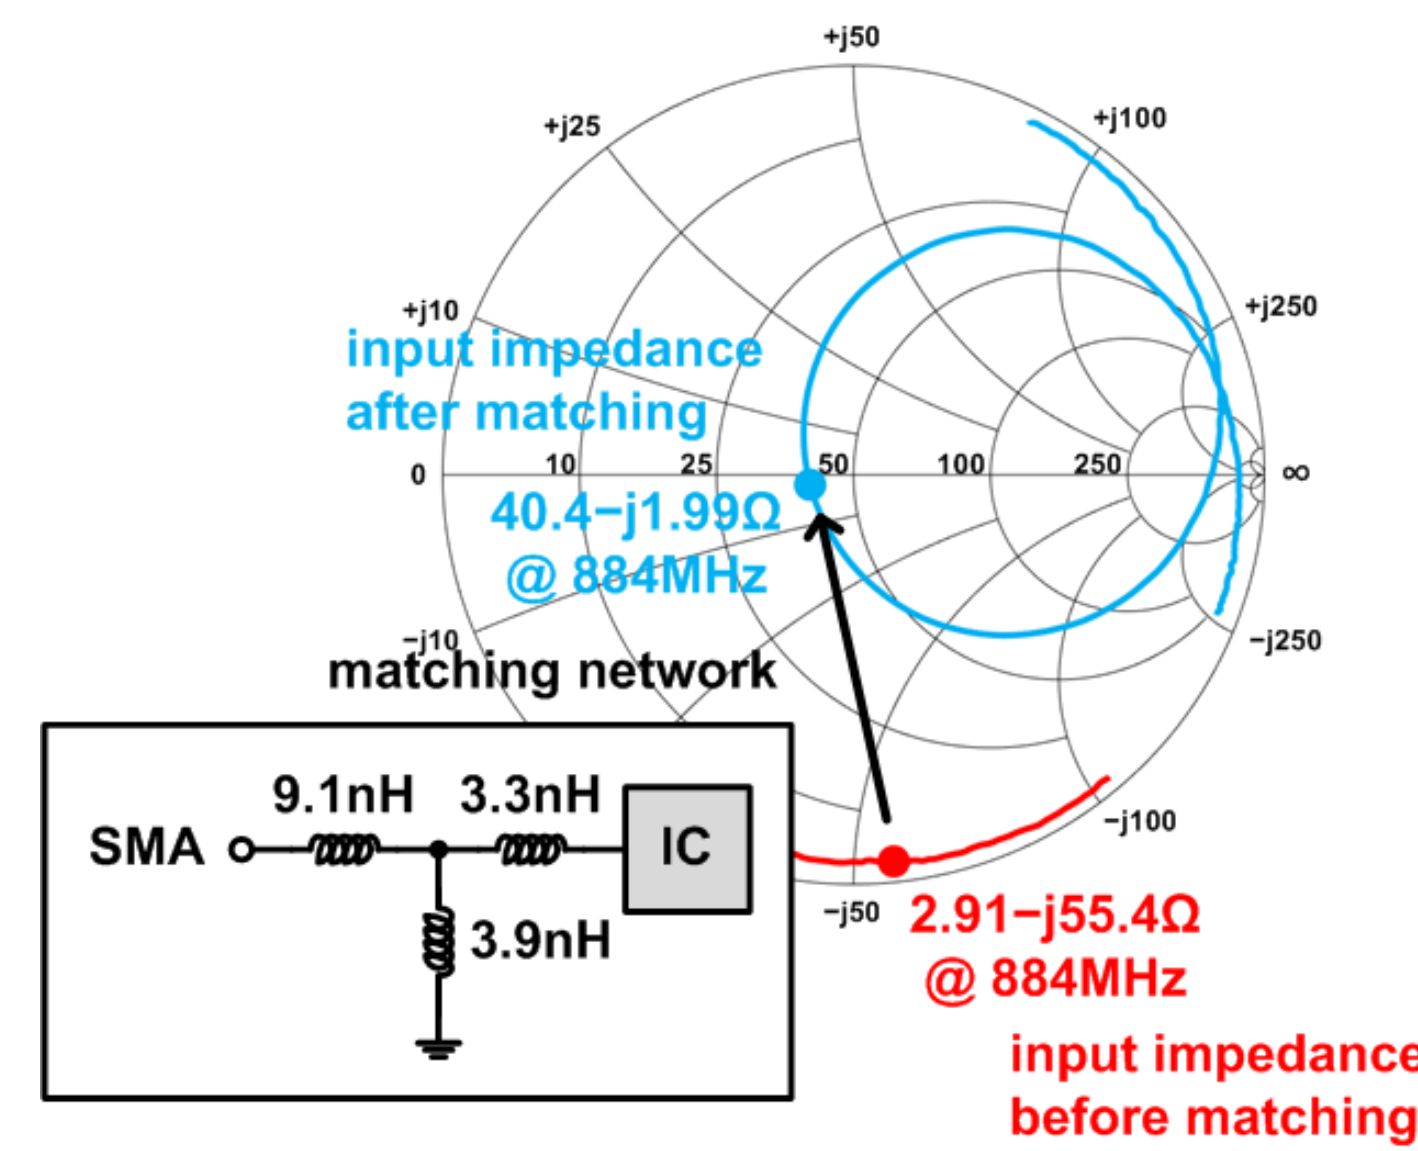 +j50
+j25
+j100
+j10
+j250
input impedance
after matching
0
10
25
50
100
250
∞
40.4−j1.99Ω
@ 884MHz
−j10
−j250
matching network
9.1nH
3.3nH
SMA
IC
3.9nH
−j100
−j50
2.91−j55.4Ω
@ 884MHz
input impedance
before matching